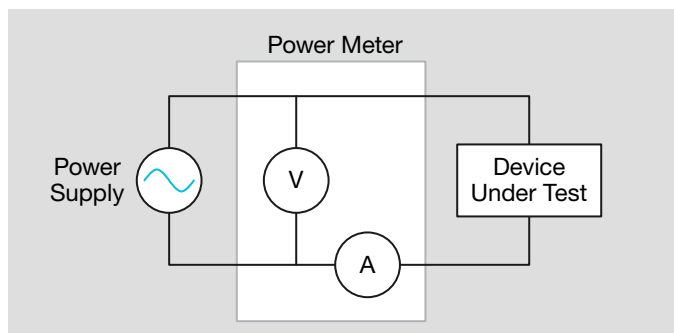 Power Meter
Power
Supply
V
A
Device
Under Test